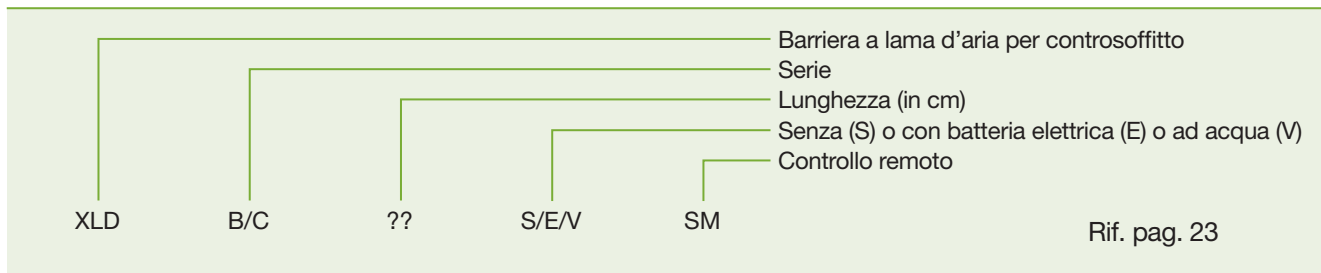 Barriera a lama d’aria per controsoffitto
Serie
Lunghezza (in cm)
Senza (S) o con batteria elettrica (E) o ad acqua (V)
Controllo remoto
XLD B/C ?? S/E/V SM
Rif. pag. 23